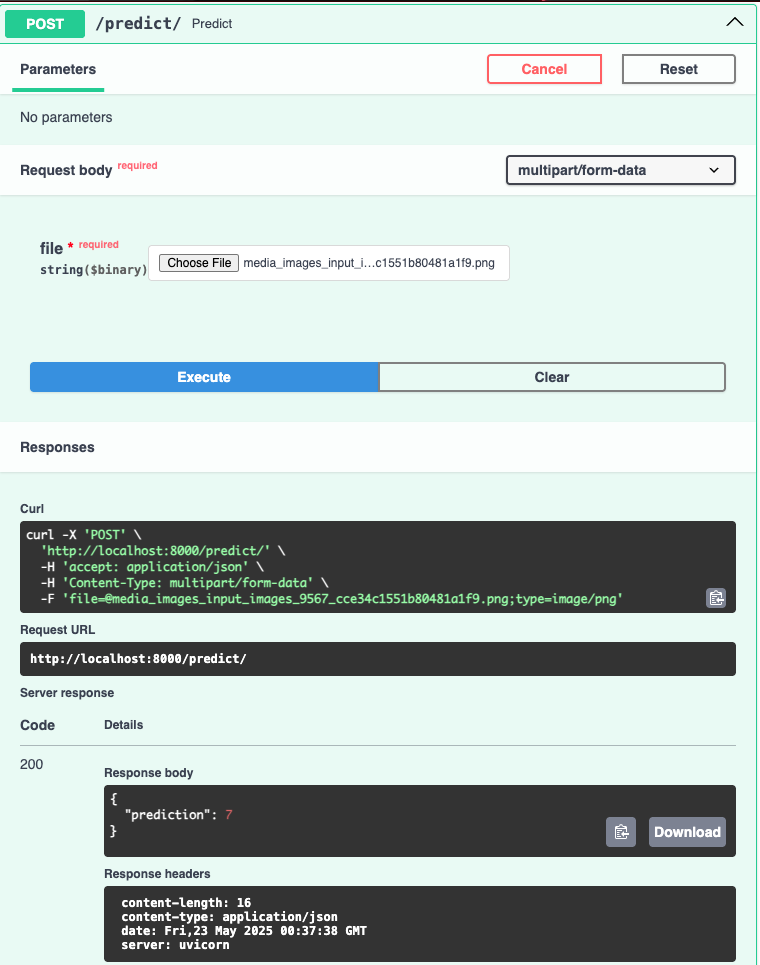 POST /predict/ Predict
Parameters Cancel Reset
No parameters
Request body required multipart/form-data
file * required
string($binary) Choose File media_images_input_i...c1551b80481a1f9.png
Execute Clear
Responses
Curl
curl -X 'POST' \
'http://localhost:8000/predict/' \
-H 'accept: application/json' \
-H 'Content-Type: multipart/form-data' \
-F 'file=@media_images_input_images_9567_cce34c1551b80481a1f9.png;type=image/png'
Request URL
http://localhost:8000/predict/
Server response
Code Details
200
Response body
{
"prediction": 7
}
Download
Response headers
content-length: 16
content-type: application/json
date: Fri,23 May 2025 00:37:38 GMT
server: uvicorn